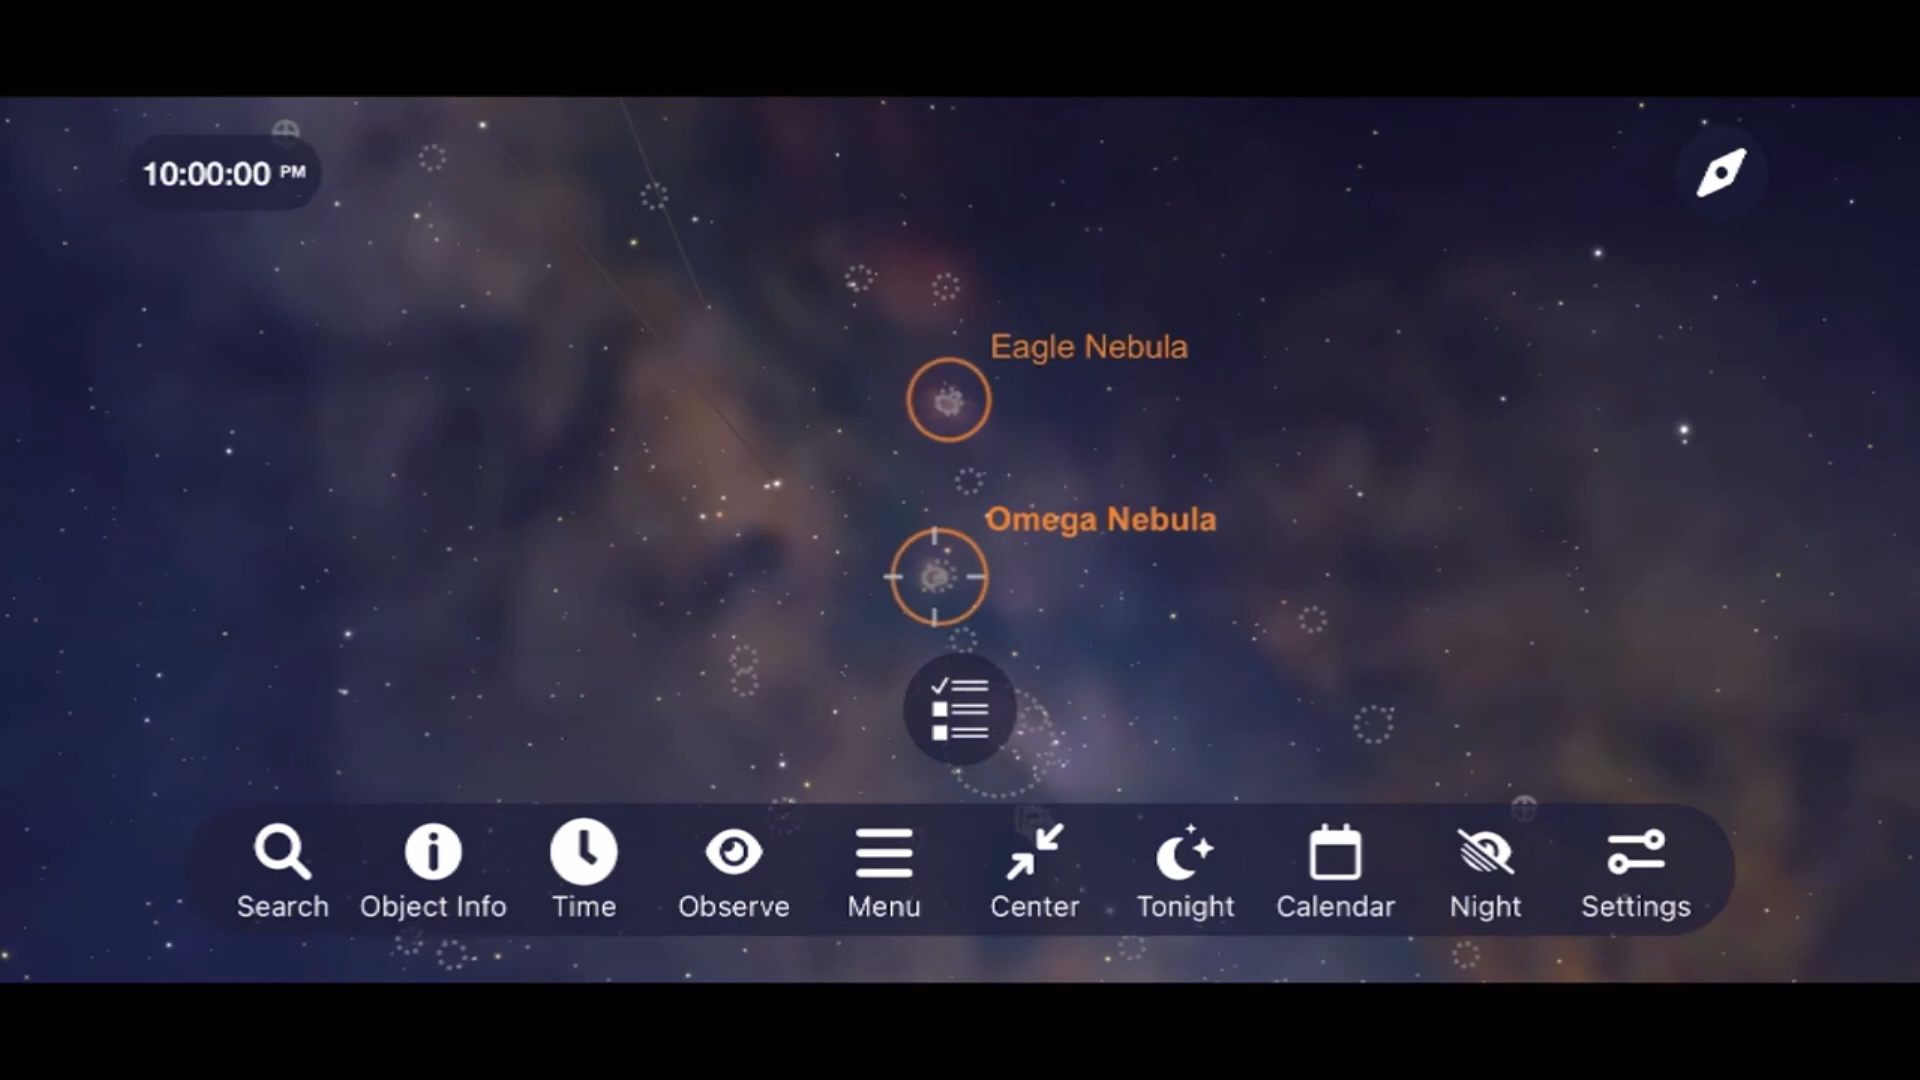 10:00:00 PM
Eagle Nebula
Omega Nebula
Search Object Info Time Observe Menu Center Tonight Calendar Night Settings